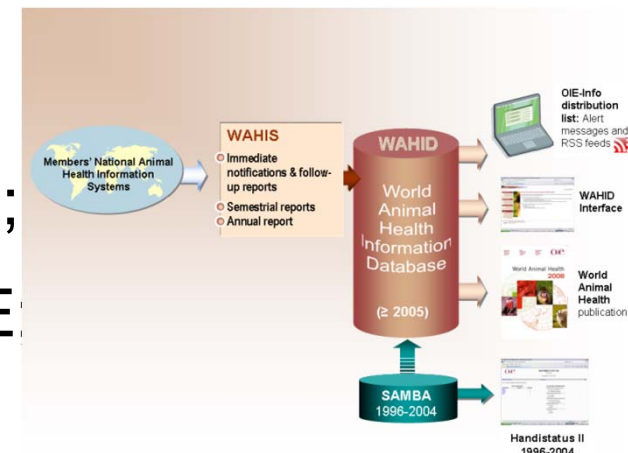 ;
E;
Members' National Animal
Health Information
Systems
WAHIS
Immediate
notifications & follow-
up reports
Semestrial reports
Annual report
WAHID
World
Animal
Health
Information
Database
(≥ 2005)
SAMBA
1996-2004
OIE-Info
distribution
list: Alert
messages and
RSS feeds
WAHID
Interface
World Animal Health
2008
World
Animal
Health
publication
Handistatus II
1996-2004